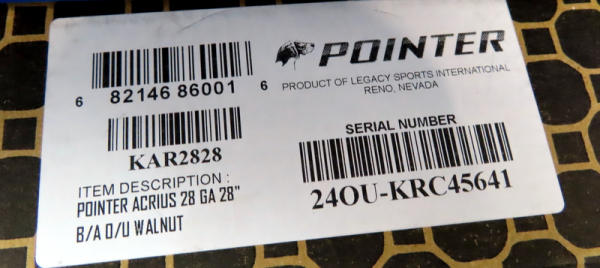 6 82146 86001 6
KAR2828
ITEM DESCRIPTION :
POINTER ACRIUS 28 GA 28"
B/A O/U WALNUT
POINTER
PRODUCT OF LEGACY SPORTS INTERNATIONAL
RENO, NEVADA
SERIAL NUMBER
24OU-KRC45641